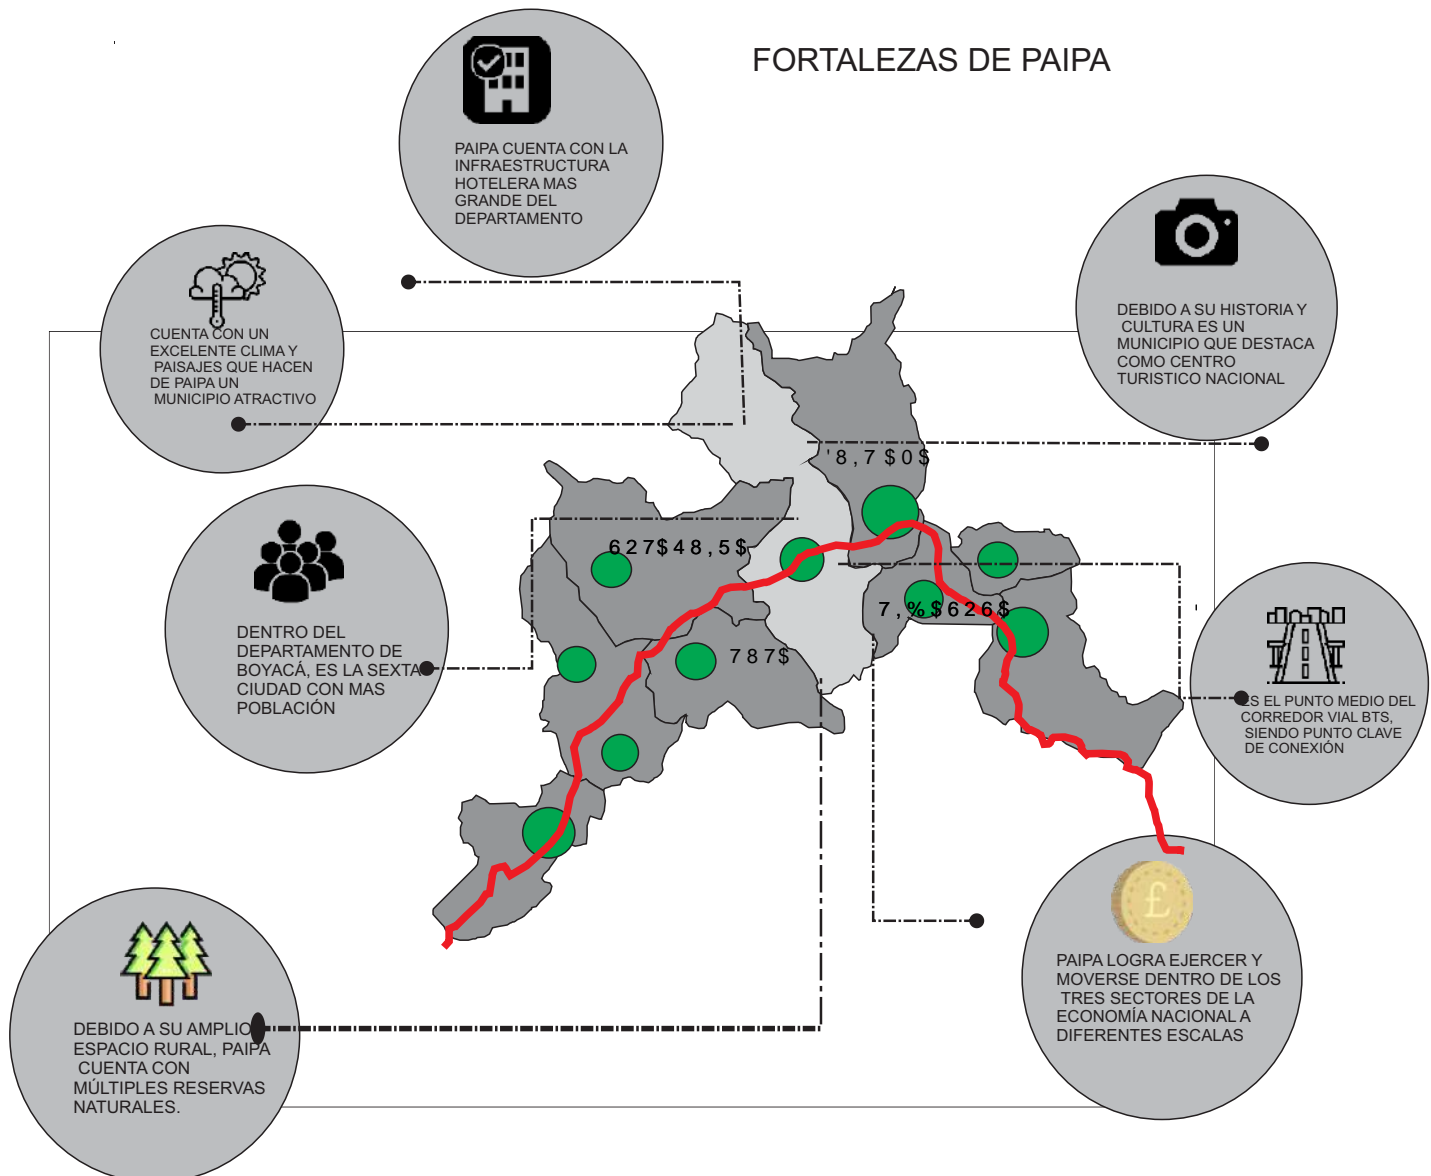 FORTALEZAS DE PAIPA
PAIPA CUENTA CON LA
INFRAESTRUCTURA
HOTELERA MAS
GRANDE DEL
DEPARTAMENTO
DEBIDO A SU HISTORIA Y
CULTURA ES UN
MUNICIPIO QUE DESTACA
COMO CENTRO
TURISTICO NACIONAL
CUENTA CON UN
EXCELENTE CLIMA Y
PAISAJES QUE HACEN
DE PAIPA UN
MUNICIPIO ATRACTIVO
'8,7$0$
627$48,5$
7,%$626$
787$
DENTRO DEL
DEPARTAMENTO DE
BOYACÁ, ES LA SEXTA
CIUDAD CON MAS
POBLACIÓN
ES EL PUNTO MEDIO DEL
CORREDOR VIAL BTS,
SIENDO PUNTO CLAVE
DE CONEXIÓN
£
PAIPA LOGRA EJERCER Y
MOVERSE DENTRO DE LOS
TRES SECTORES DE LA
ECONOMÍA NACIONAL A
DIFERENTES ESCALAS
DEBIDO A SU AMPLIO
ESPACIO RURAL, PAIPA
CUENTA CON
MÚLTIPLES RESERVAS
NATURALES.